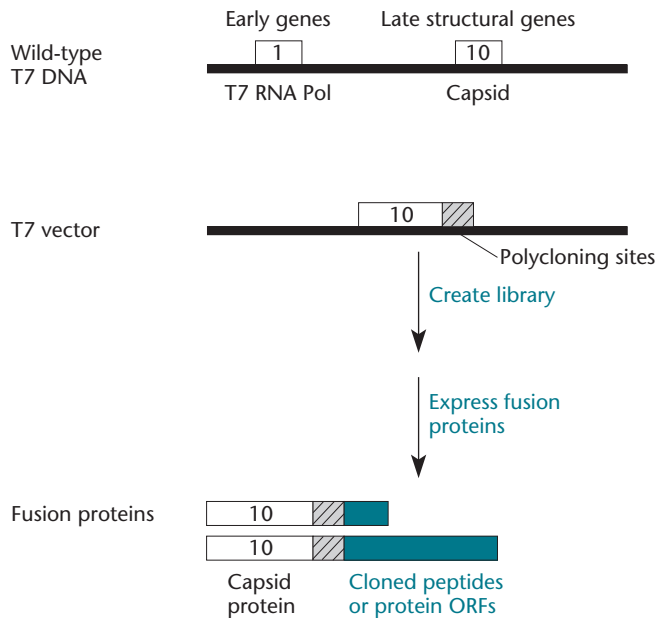 Early genes
Late structural genes
Wild-type
T7 DNA
1
10
T7 RNA Pol
Capsid
T7 vector
10
Polycloning sites
Create library
Express fusion
proteins
Fusion proteins
10
10
Capsid
protein
Cloned peptides
or protein ORFs